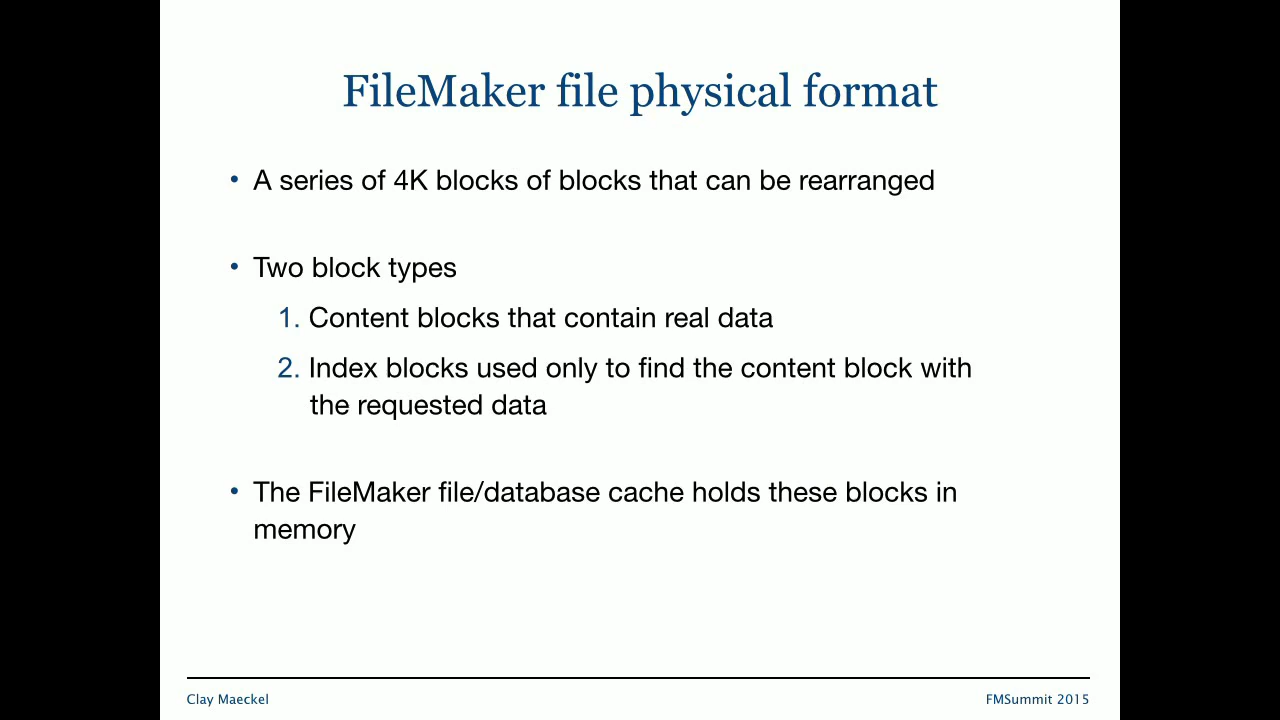 FileMaker file physical format
• A series of 4K blocks of blocks that can be rearranged
• Two block types
1. Content blocks that contain real data
2. Index blocks used only to find the content block with
the requested data
• The FileMaker file/database cache holds these blocks in
memory
Clay Maeckel
FMSummit 2015